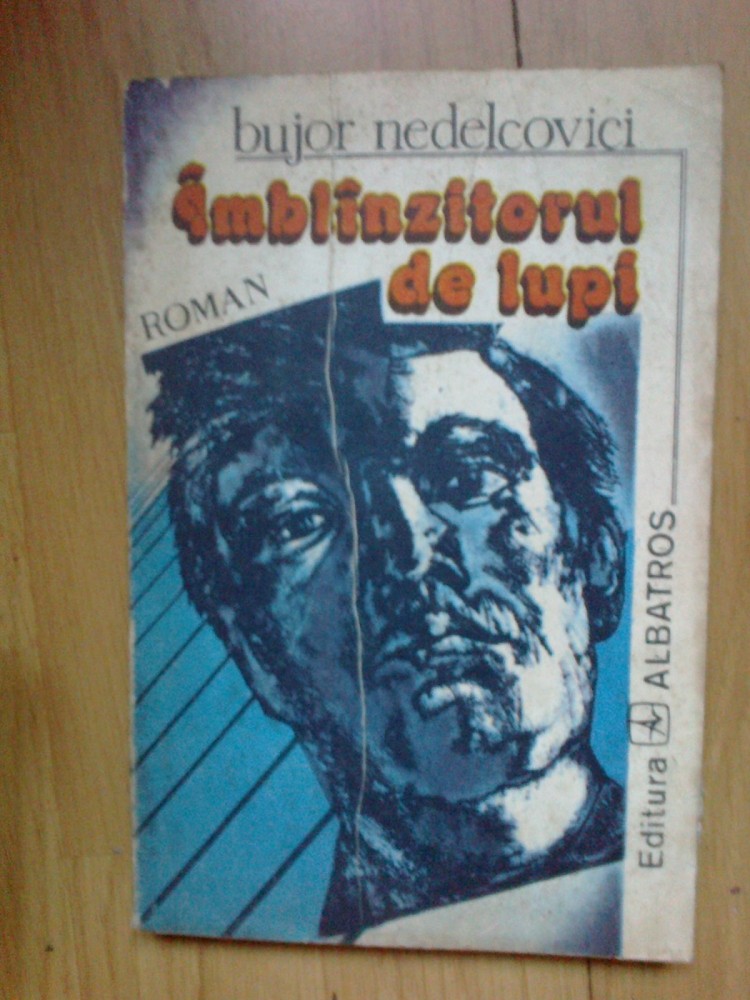 bujor nedelcovici
îmblînzitorul
de lupi
ROMAN
Editura ALBATROS